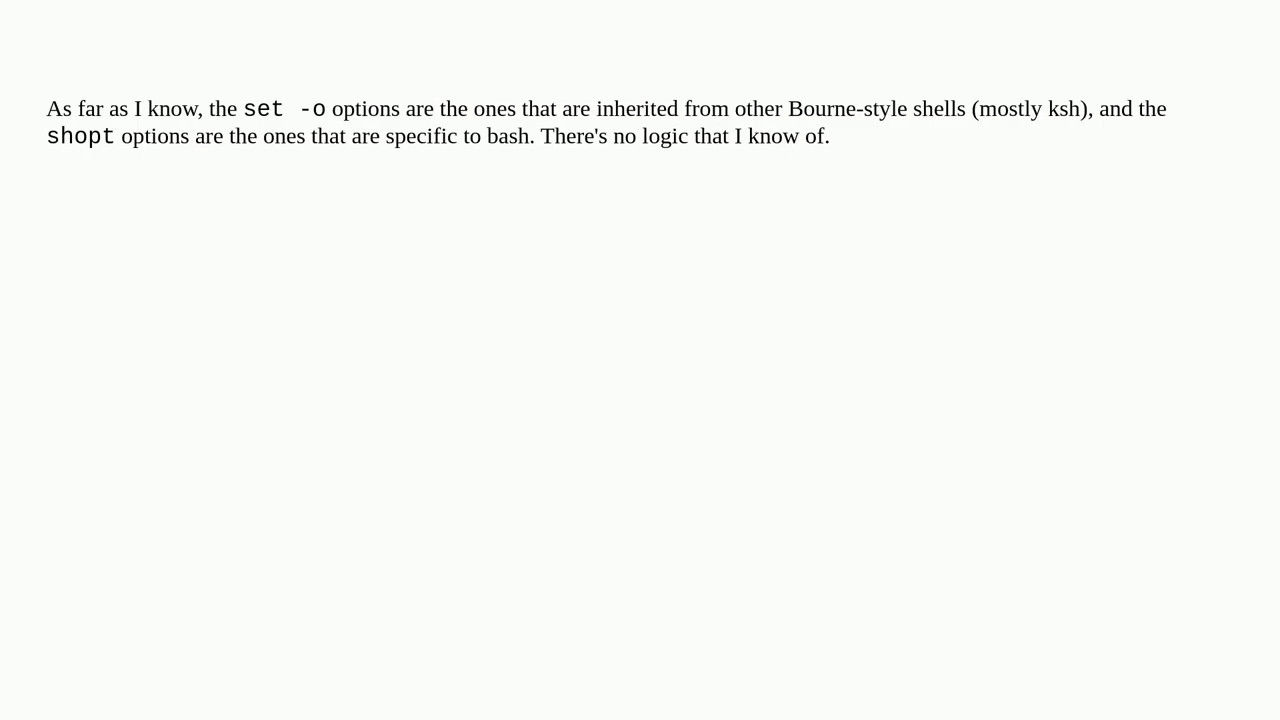 As far as I know, the set -o options are the ones that are inherited from other Bourne-style shells (mostly ksh), and the
shopt options are the ones that are specific to bash. There's no logic that I know of.